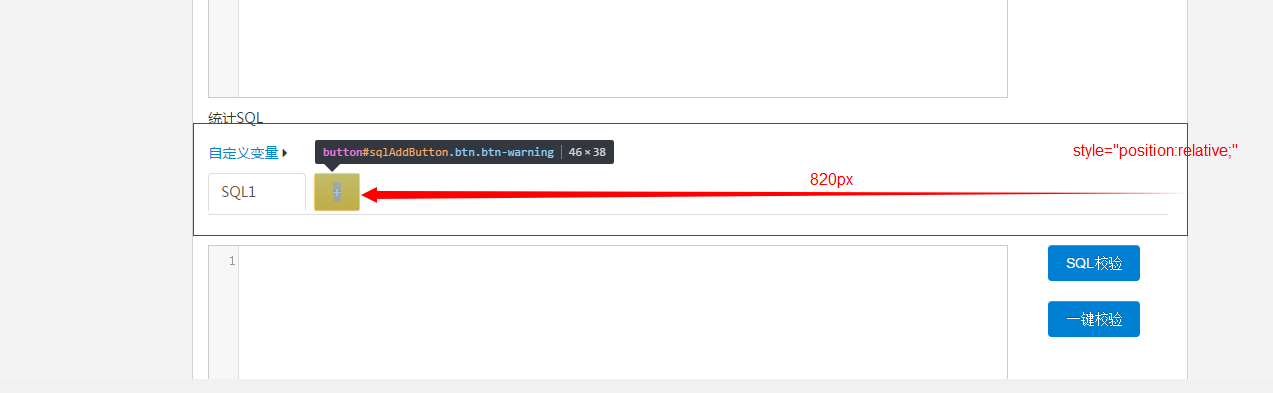 统计SQL
自定义变量
button#sqlAddButton.btn.btn-warning | 46 × 38
style="position:relative;"
SQL1
+
820px
1
SQL校验
一键校验